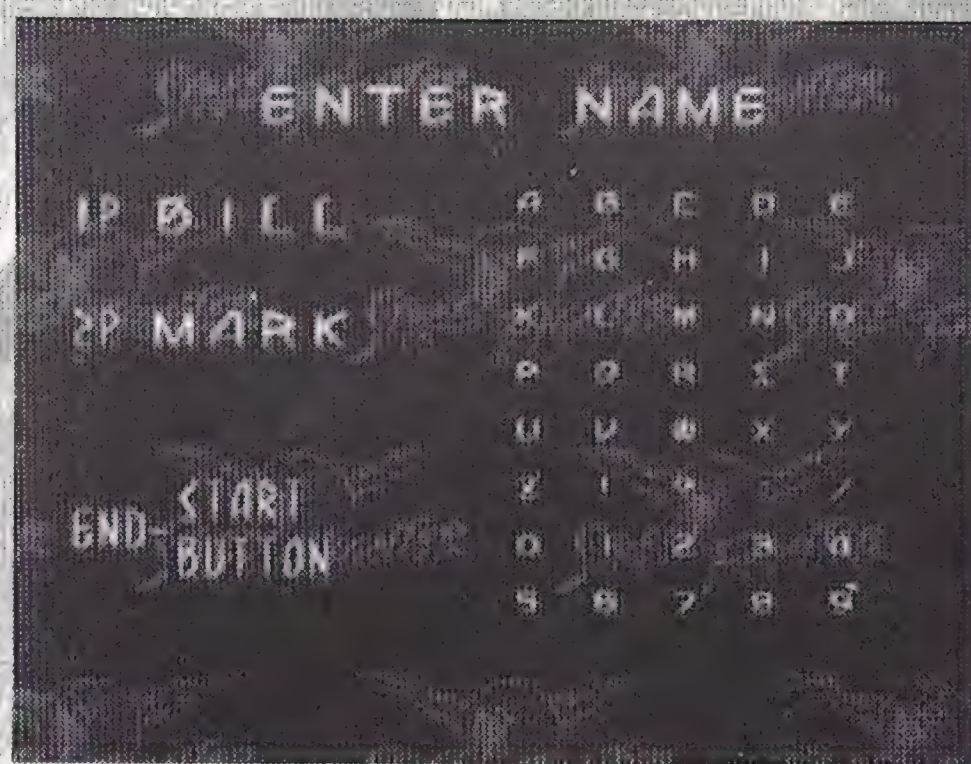 ENTER NAME
1P BILL
2P MARK
A B C D E
F G H I J
K L M N O
P Q R S T
U V W X Y
Z
0 1 2 3 4
5 6 7 8 9
END- START BUTTON